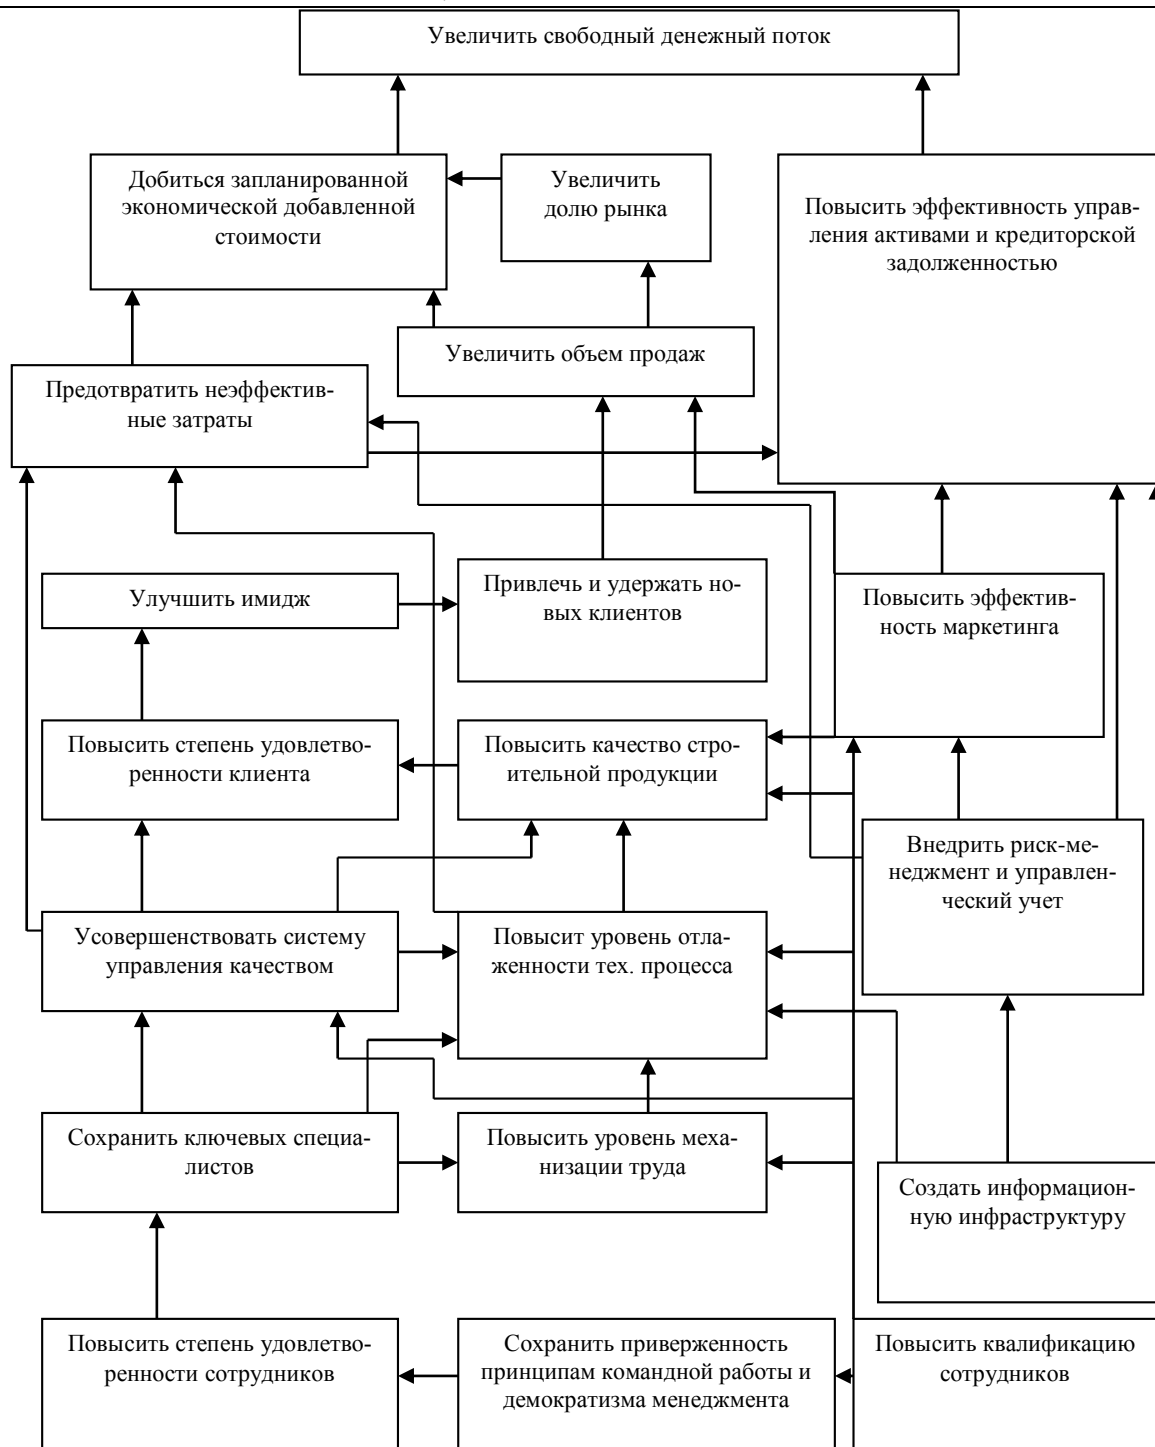 Увеличить свободный денежный поток
Добиться запланированной
экономической добавленной
стоимости
Увеличить
долю рынка
Повысить эффективность управ-
ления активами и кредиторской
задолженностью
Увеличить объем продаж
Предотвратить неэффектив-
ные затраты
Улучшить имидж
Привлечь и удержать но-
вых клиентов
Повысить эффектив-
ность маркетинга
Повысить степень удовлетво-
ренности клиента
Повысить качество стро-
ительной продукции
Внедрить риск-ме-
неджмент и управлен-
ческий учет
Усовершенствовать систему
управления качеством
Повысит уровень отла-
женности тех. процесса
Сохранить ключевых специа-
листов
Повысить уровень меха-
низации труда
Создать информацион-
ную инфраструктуру
Повысить степень удовлетво-
ренности сотрудников
Сохранить приверженность
принципам командной работы и
демократизма менеджмента
Повысить квалификацию
сотрудников